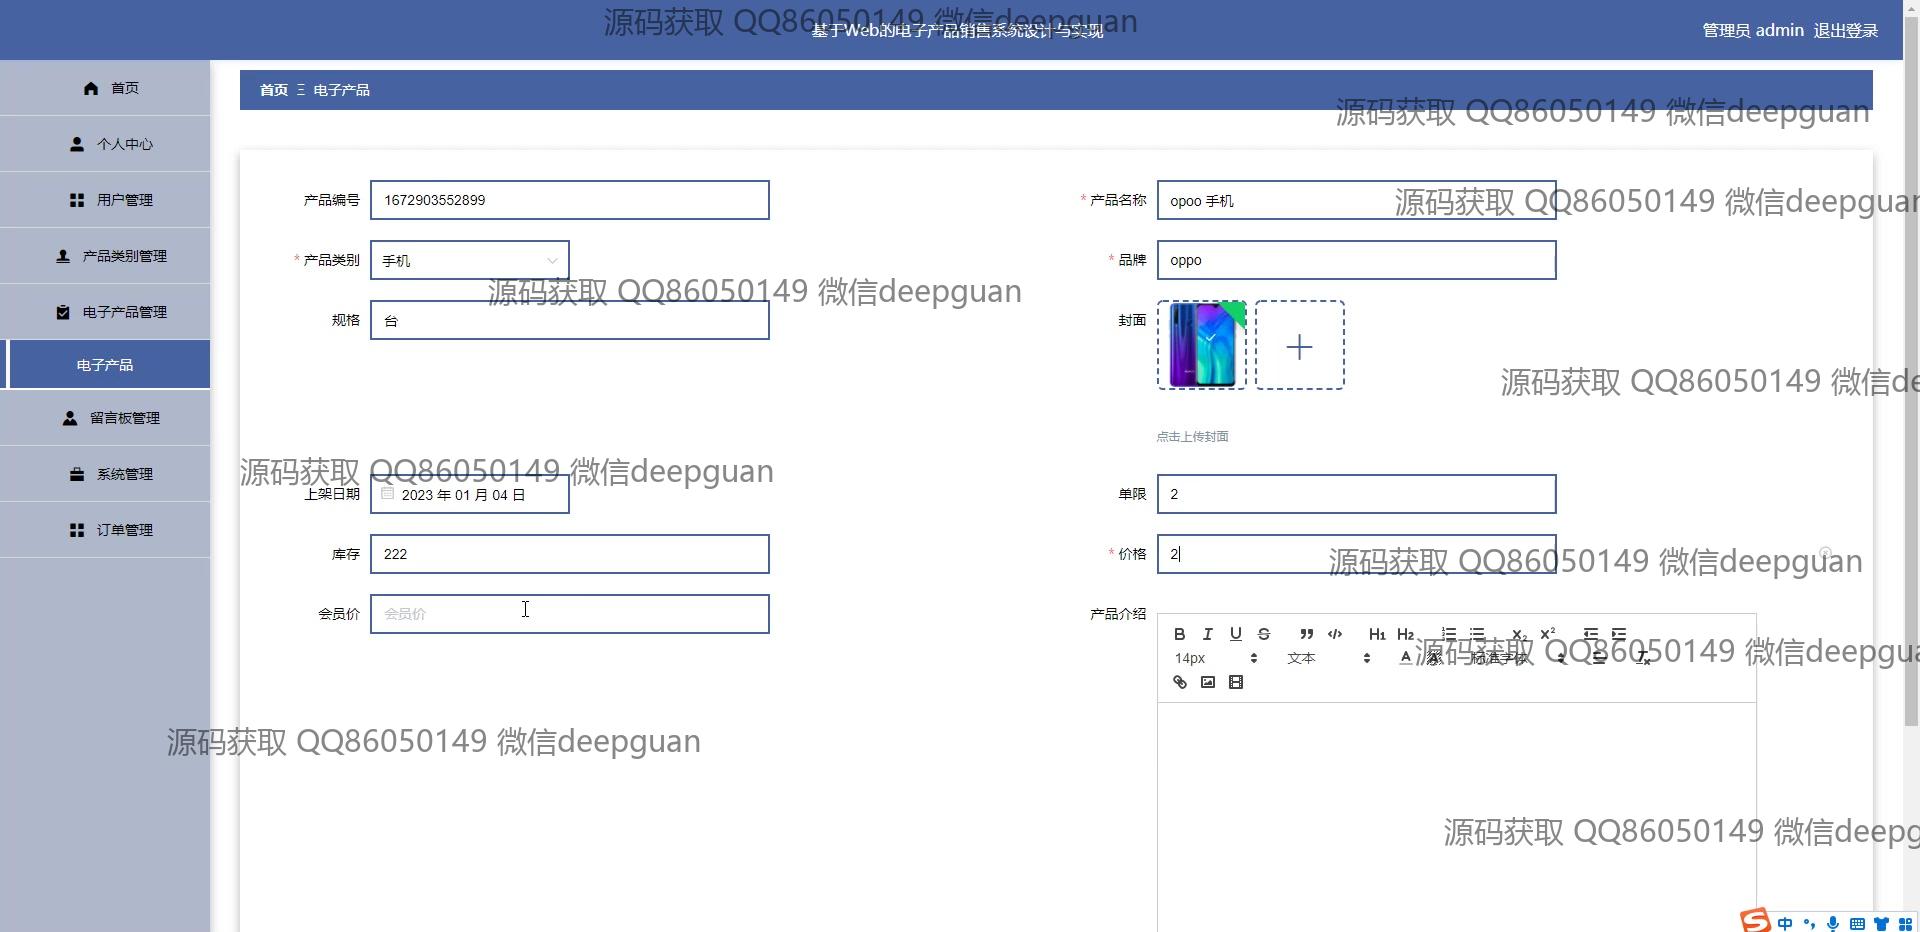 基于Web的电子产品销售系统设计与实现
源码获取 QQ86050149 微信deepguan
管理员 admin 退出登录
首页
个人中心
用户管理
产品类别管理
电子产品管理
电子产品
留言板管理
系统管理
订单管理
首页 Ξ 电子产品
源码获取 QQ86050149 微信deepguan
产品编号 1672903552899
* 产品名称 opoo 手机
源码获取 QQ86050149 微信deepguan
* 产品类别 手机
* 品牌 oppo
源码获取 QQ86050149 微信deepguan
规格 台
封面
源码获取 QQ86050149 微信de
点击上传封面
源码获取 QQ86050149 微信deepguan
上架日期 2023 年 01 月 04 日
单限 2
库存 222
* 价格 2
源码获取 QQ86050149 微信deepguan
会员价 会员价
产品介绍
B I U S ” </> H1 H2 x2 x2
14px 文本 A A 标准字体 Tx
源码获取 QQ86050149 微信deepgua
源码获取 QQ86050149 微信deepguan
源码获取 QQ86050149 微信deepg
S 中